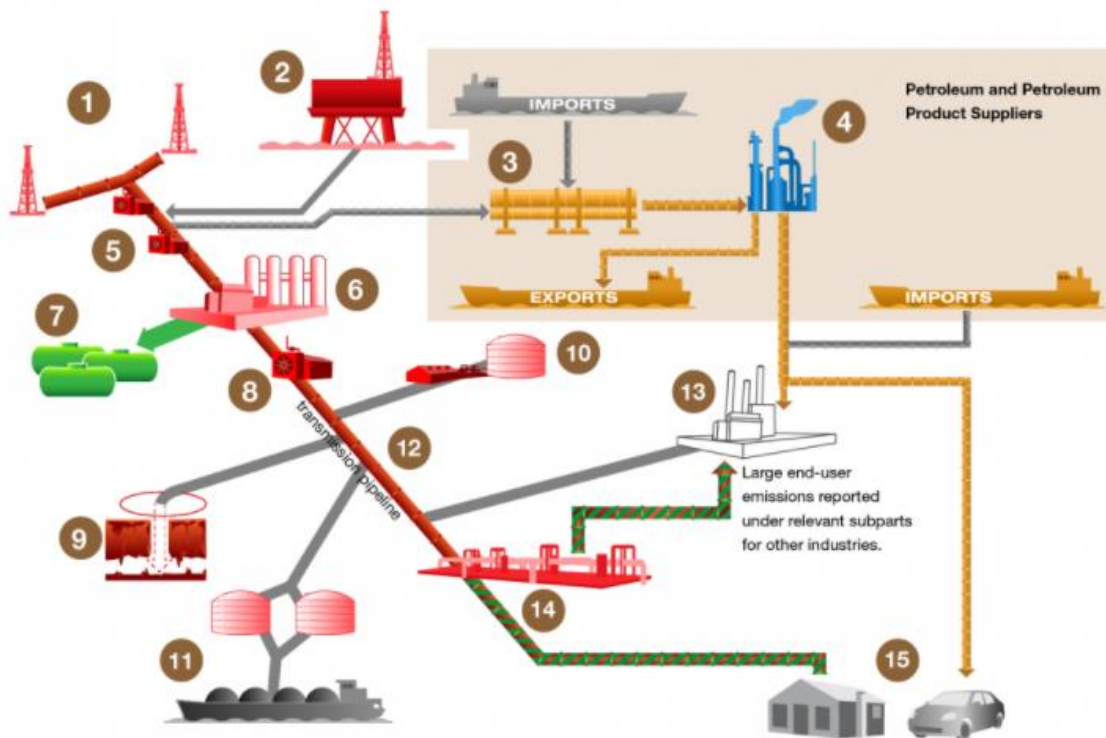 1
2
IMPORTS
Petroleum and Petroleum
Product Suppliers
4
3
5
6
EXPORTS
IMPORTS
7
8
10
13
transmission pipeline
12
Large end-user
emissions reported
under relevant subparts
for other industries.
9
14
11
15